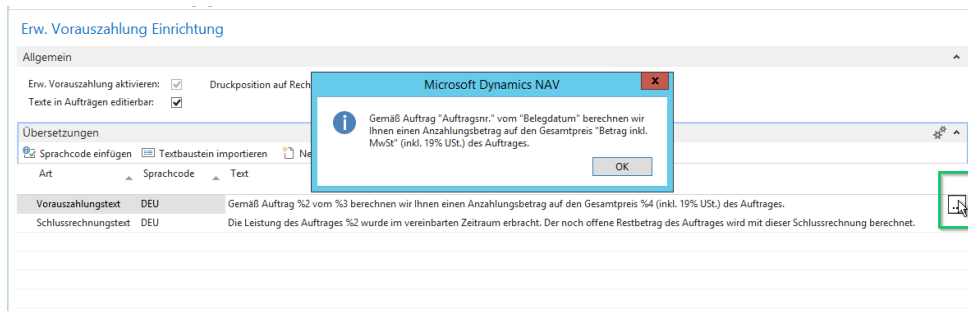 Erw. Vorauszahlung Einrichtung
Allgemein
Erw. Vorauszahlung aktivieren:
Druckposition auf Rech
Texte in Aufträgen editierbar:
Microsoft Dynamics NAV
x
Gemäß Auftrag "Auftragsnr." vom "Belegdatum" berechnen wir
Ihnen einen Anzahlungsbetrag auf den Gesamtpreis "Betrag inkl.
MwSt" (inkl. 19% USt.) des Auftrages.
OK
Übersetzungen
Sprachcode einfügen Textbaustein importieren Ne
Art Sprachcode Text
Vorauszahlungstext DEU Gemäß Auftrag %2 vom %3 berechnen wir Ihnen einen Anzahlungsbetrag auf den Gesamtpreis %4 (inkl. 19% USt.) des Auftrages.
Schlussrechnungstext DEU Die Leistung des Auftrages %2 wurde im vereinbarten Zeitraum erbracht. Der noch offene Restbetrag des Auftrages wird mit dieser Schlussrechnung berechnet.